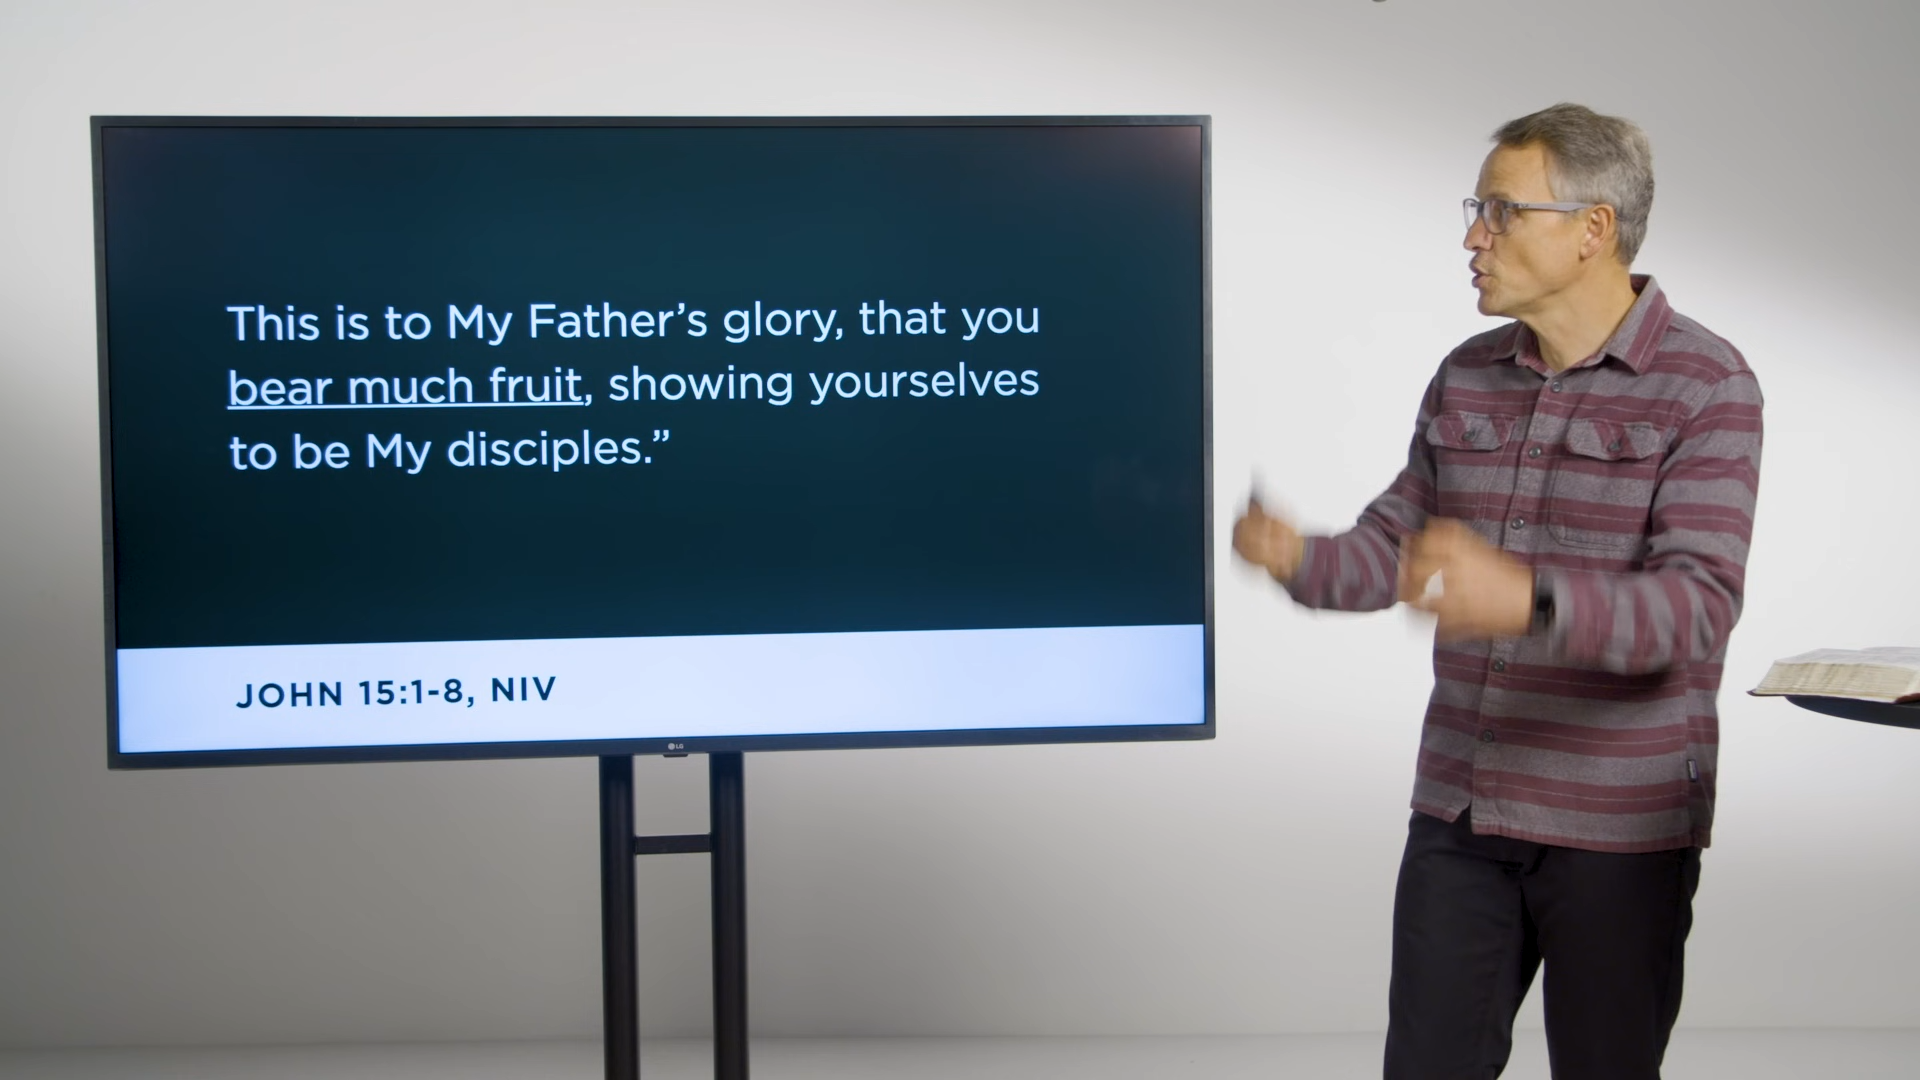 This is to My Father’s glory, that you
bear much fruit, showing yourselves
to be My disciples.”
JOHN 15:1-8, NIV
LG